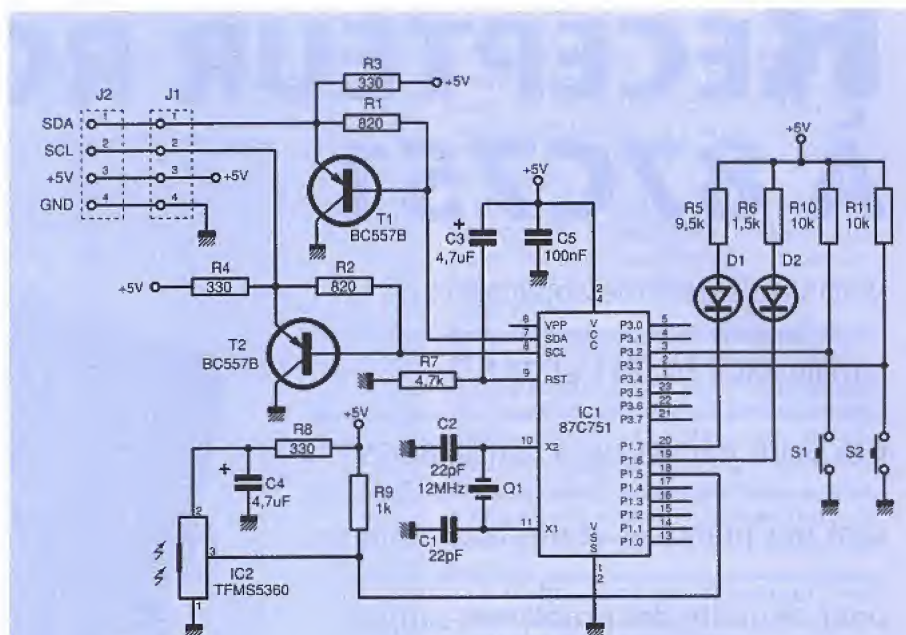 RECEPTEUR
J2
J1
SDA
1
1
SCL
2
2
+5V
3
3
+5V
GND
4
4
R3
330
+5V
R1
820
T1
BC557B
+5V
R4
330
R2
820
T2
BC557B
+5V
C3
4,7uF
C5
100nF
R7
4.7k
C2
22pF
12MHz
Q1
C1
22pF
+5V
R8
330
C4
4,7uF
R9
1k
2
3
1
IC2
TFMS5360
2
4
VCC
6 VPP
7 SDA
8 SCL
9 RST
10 X2
11 X1
IC1
87C751
VSS
1
2
P3.0 5
P3.1 4
P3.2 3
P3.3 2
P3.4 1
P3.5 23
P3.6 22
P3.7 21
P1.7 20
P1.6 19
P1.5 18
P1.4 17
P1.3 16
P1.2 15
P1.1 14
P1.0 13
+5V
R5
9,5k
R6
1,5k
R10
10k
R11
10k
D1
D2
S1
S2